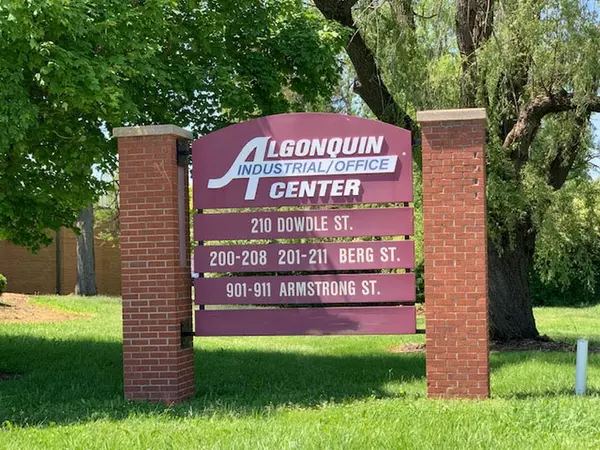 ALGONQUIN
INDUSTRIAL/OFFICE
CENTER
210 DOWDLE ST.
200-208 201-211 BERG ST.
901-911 ARMSTRONG ST.